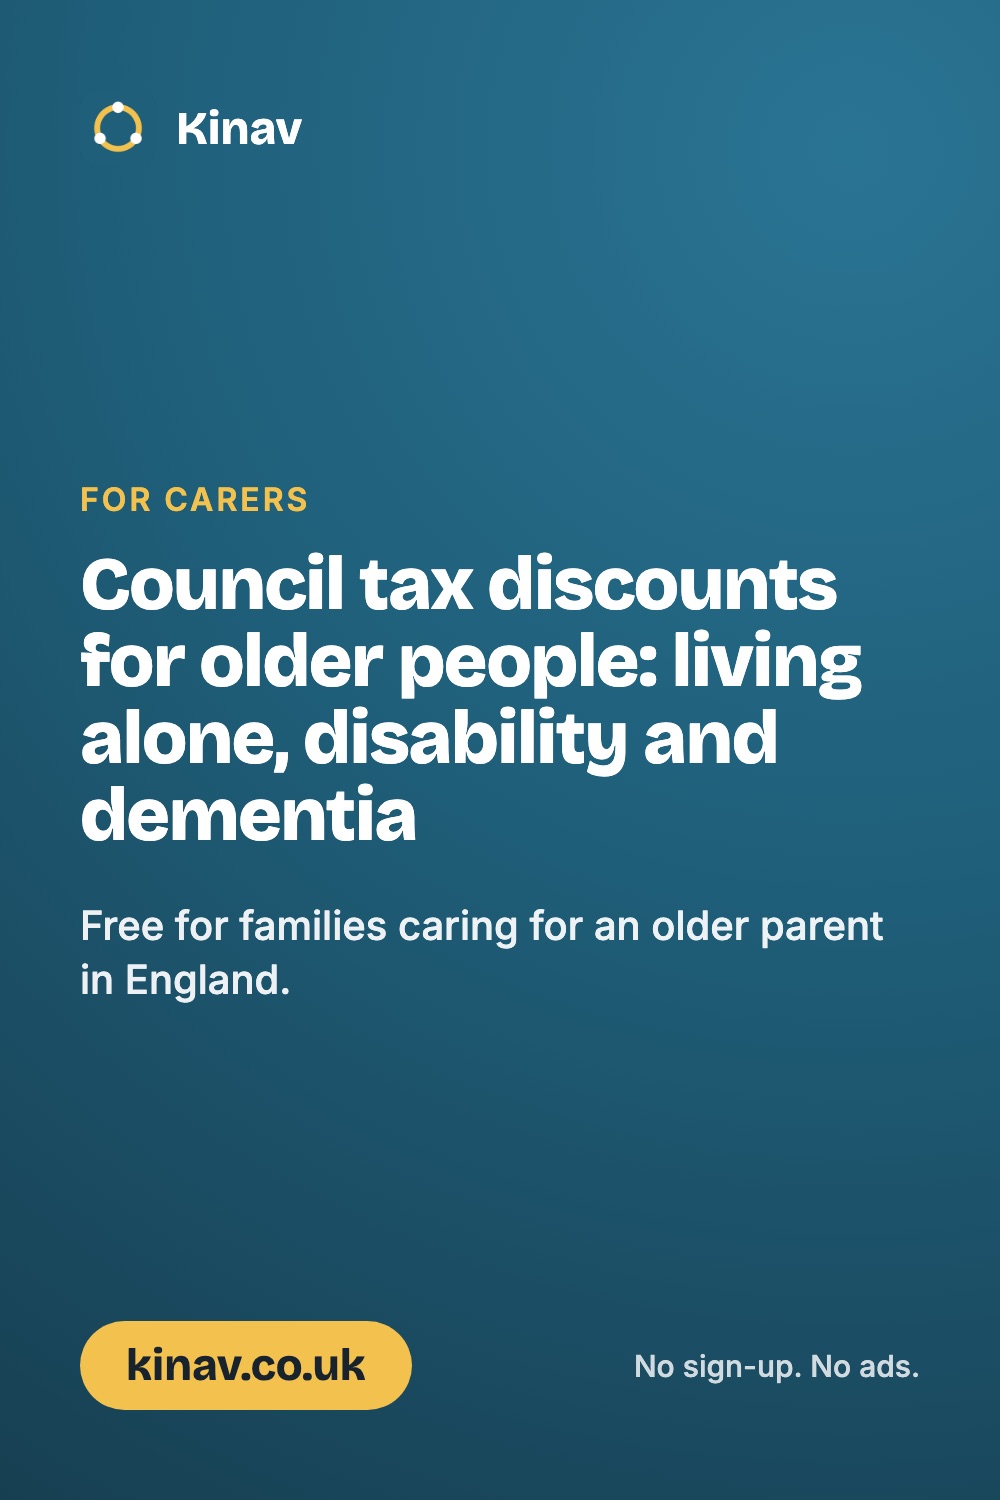 Kinav
FOR CARERS
Council tax discounts
for older people: living
alone, disability and
dementia
Free for families caring for an older parent
in England.
kinav.co.uk
No sign-up. No ads.